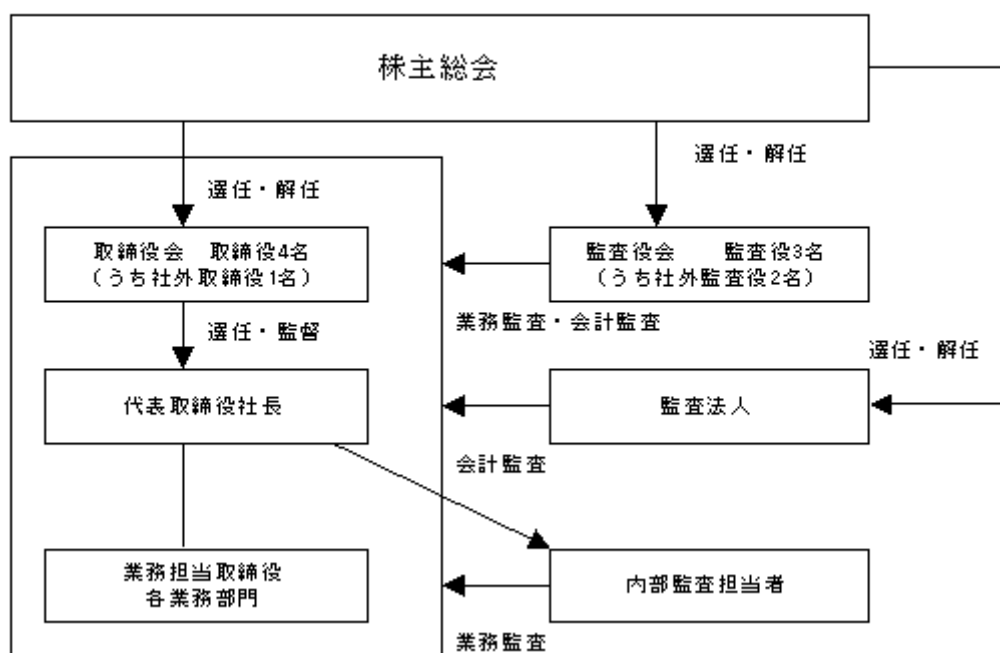 株主総会
選任・解任
選任・解任
取締役会　取締役4名
（うち社外取締役1名）
監査役会　　監査役3名
（うち社外監査役2名）
業務監査・会計監査
選任・監督
選任・解任
代表取締役社長
監査法人
会計監査
業務担当取締役
各業務部門
内部監査担当者
業務監査